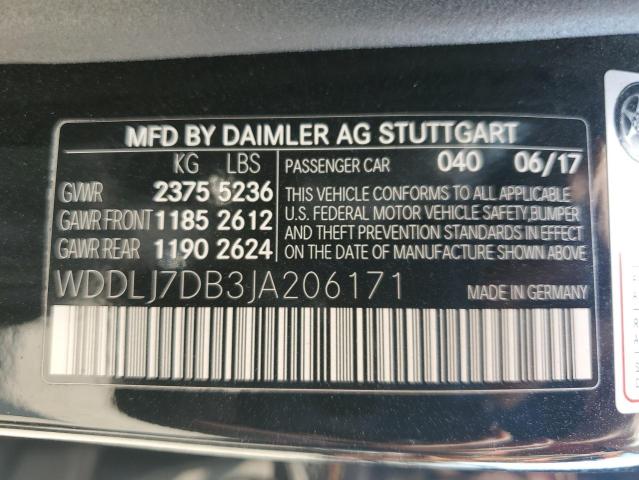 MFD BY DAIMLER AG STUTTGART
KG LBS PASSENGER CAR 040 06/17
GVWR 2375 5236 THIS VEHICLE CONFORMS TO ALL APPLICABLE
GAWR FRONT 1185 2612 U.S. FEDERAL MOTOR VEHICLE SAFETY, BUMPER
AND THEFT PREVENTION STANDARDS IN EFFECT
GAWR REAR 1190 2624 ON THE DATE OF MANUFACTURE SHOWN ABOVE
WDDLJ7DB3JA206171 MADE IN GERMANY